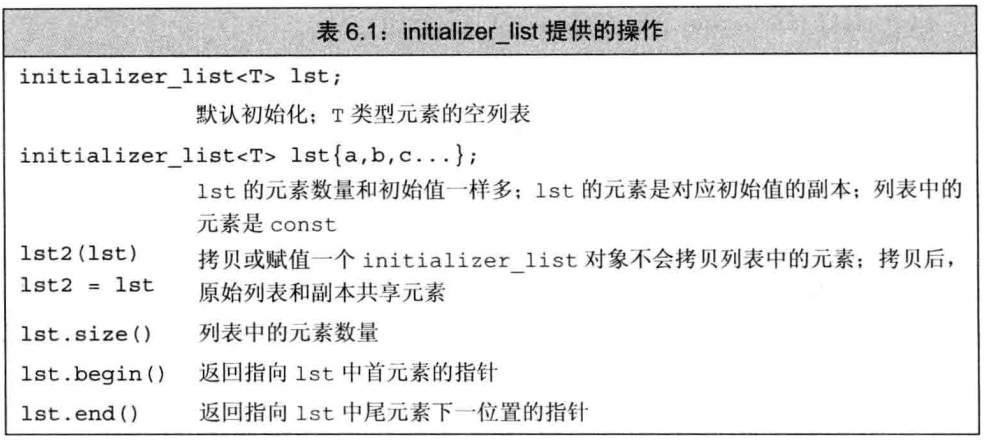 表 6.1：initializer_list 提供的操作
initializer_list<T> lst;
默认初始化；T 类型元素的空列表
initializer_list<T> lst{a,b,c...};
lst 的元素数量和初始值一样多；lst 的元素是对应初始值的副本；列表中的
元素是 const
lst2(lst) 拷贝或赋值一个 initializer_list 对象不会拷贝列表中的元素；拷贝后，
lst2 = lst 原始列表和副本共享元素
lst.size() 列表中的元素数量
lst.begin() 返回指向 lst 中首元素的指针
lst.end() 返回指向 lst 中尾元素下一位置的指针